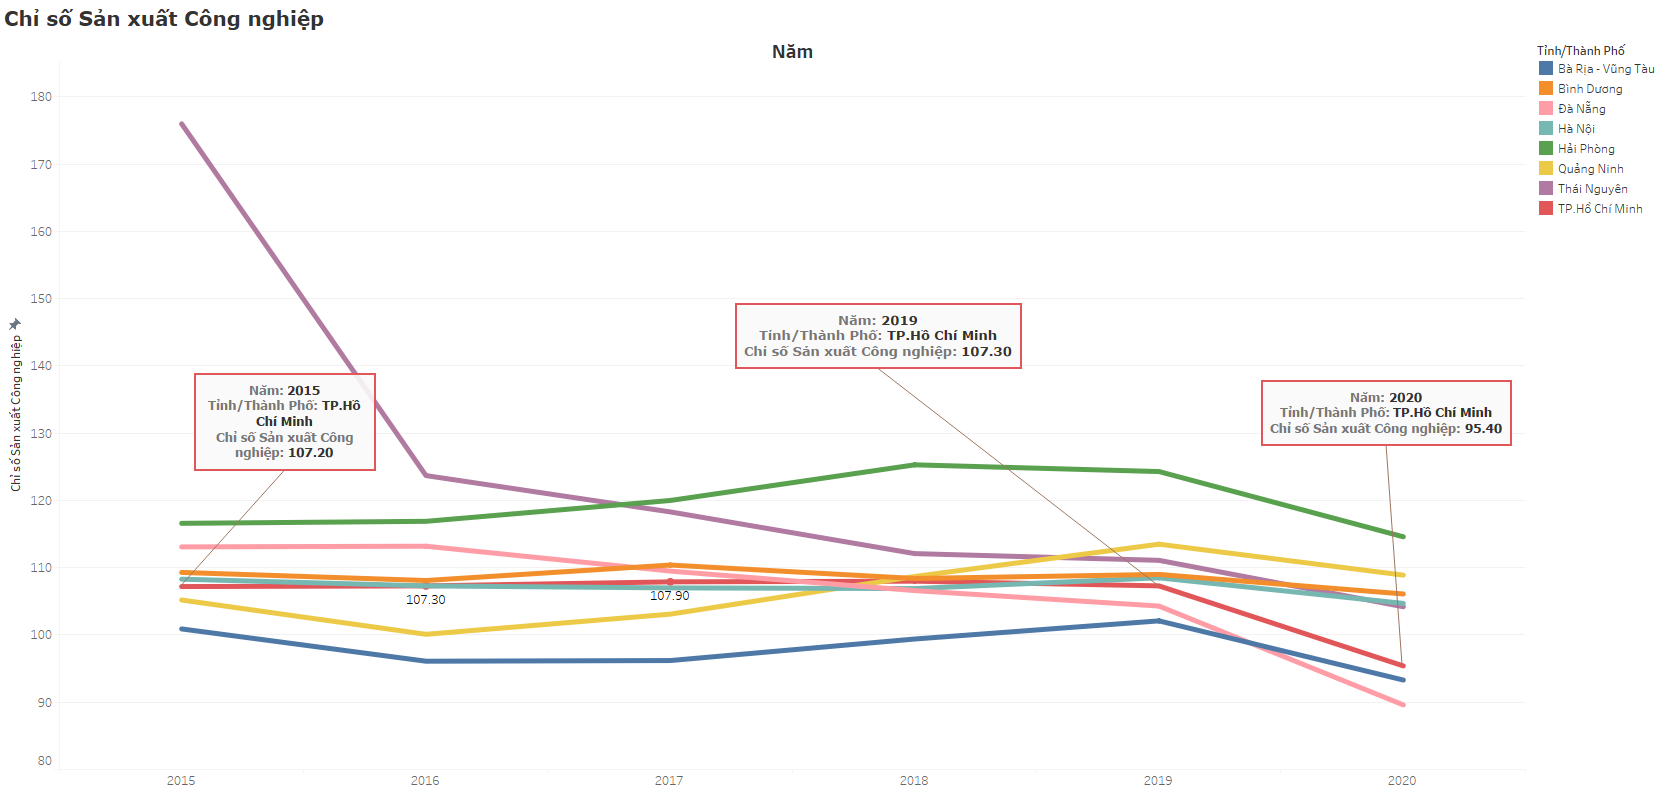 Chỉ số Sản xuất Công nghiệp
Năm
Tỉnh/Thành Phố
Bà Rịa - Vũng Tàu
Bình Dương
Đà Nẵng
Hà Nội
Hải Phòng
Quảng Ninh
Thái Nguyên
TP.Hồ Chí Minh
Chỉ số Sản xuất Công nghiệp
180
170
160
150
140
130
120
110
100
90
80
Năm: 2015
Tỉnh/Thành Phố: TP.Hồ
Chí Minh
Chỉ số Sản xuất Công
nghiệp: 107.20
Năm: 2019
Tỉnh/Thành Phố: TP.Hồ Chí Minh
Chỉ số Sản xuất Công nghiệp: 107.30
Năm: 2020
Tỉnh/Thành Phố: TP.Hồ Chí Minh
Chỉ số Sản xuất Công nghiệp: 95.40
107.30
107.90
2015
2016
2017
2018
2019
2020